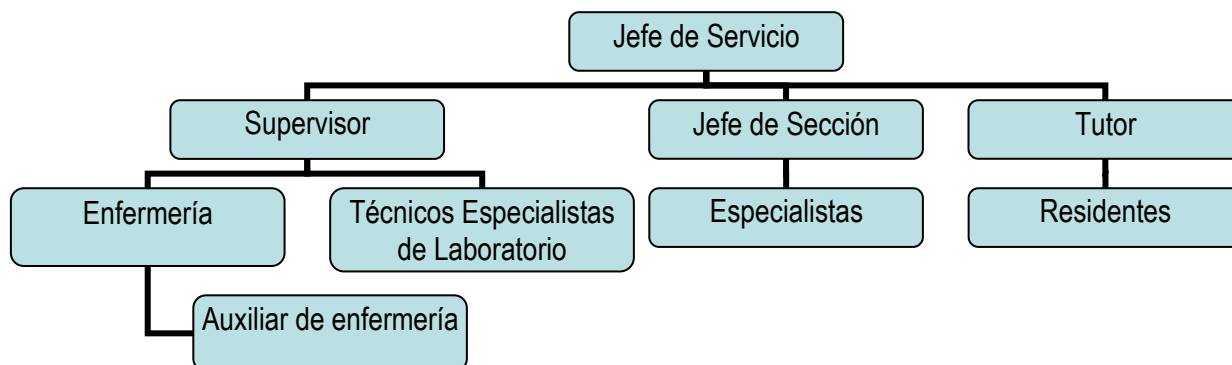 Jefe de Servicio
Supervisor
Jefe de Sección
Tutor
Enfermería
Técnicos Especialistas
de Laboratorio
Especialistas
Residentes
Auxiliar de enfermería